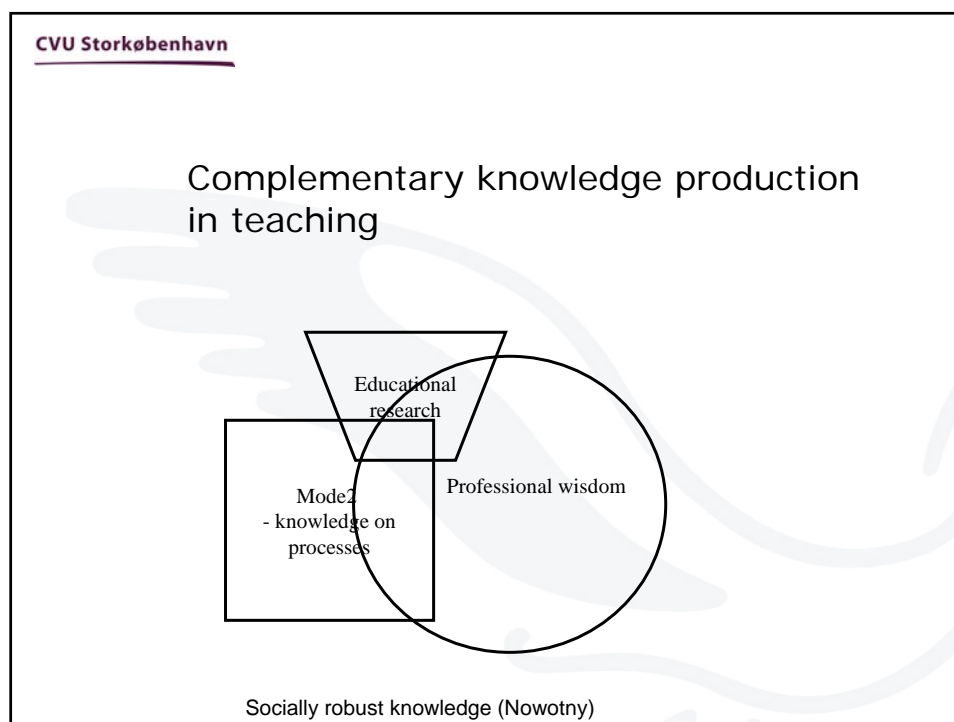 CVU Storkøbenhavn
Complementary knowledge production
in teaching
Educational
research
Mode2
- knowledge on
processes
Professional wisdom
Socially robust knowledge (Nowotny)